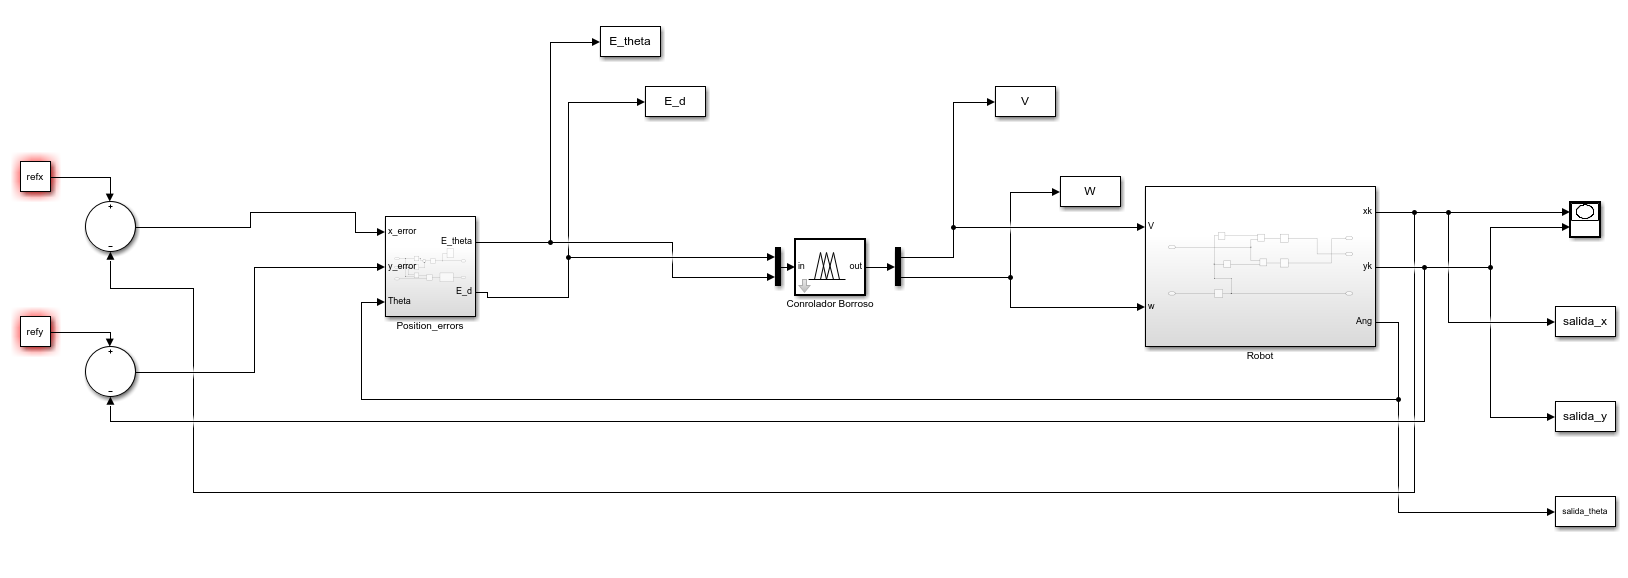 E_theta
E_d
V
refx
W
+
−
x_error
y_error
Theta
E_theta
E_d
Position_errors
in
out
Conrolador Borroso
V
w
xk
yk
Ang
Robot
refy
+
−
salida_x
salida_y
salida_theta